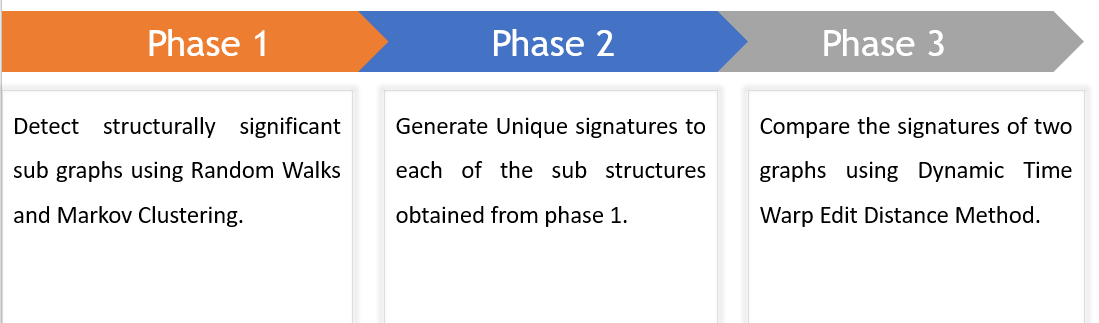 Phase 1
Phase 2
Phase 3
Detect structurally significant
sub graphs using Random Walks
and Markov Clustering.
Generate Unique signatures to
each of the sub structures
obtained from phase 1.
Compare the signatures of two
graphs using Dynamic Time
Warp Edit Distance Method.